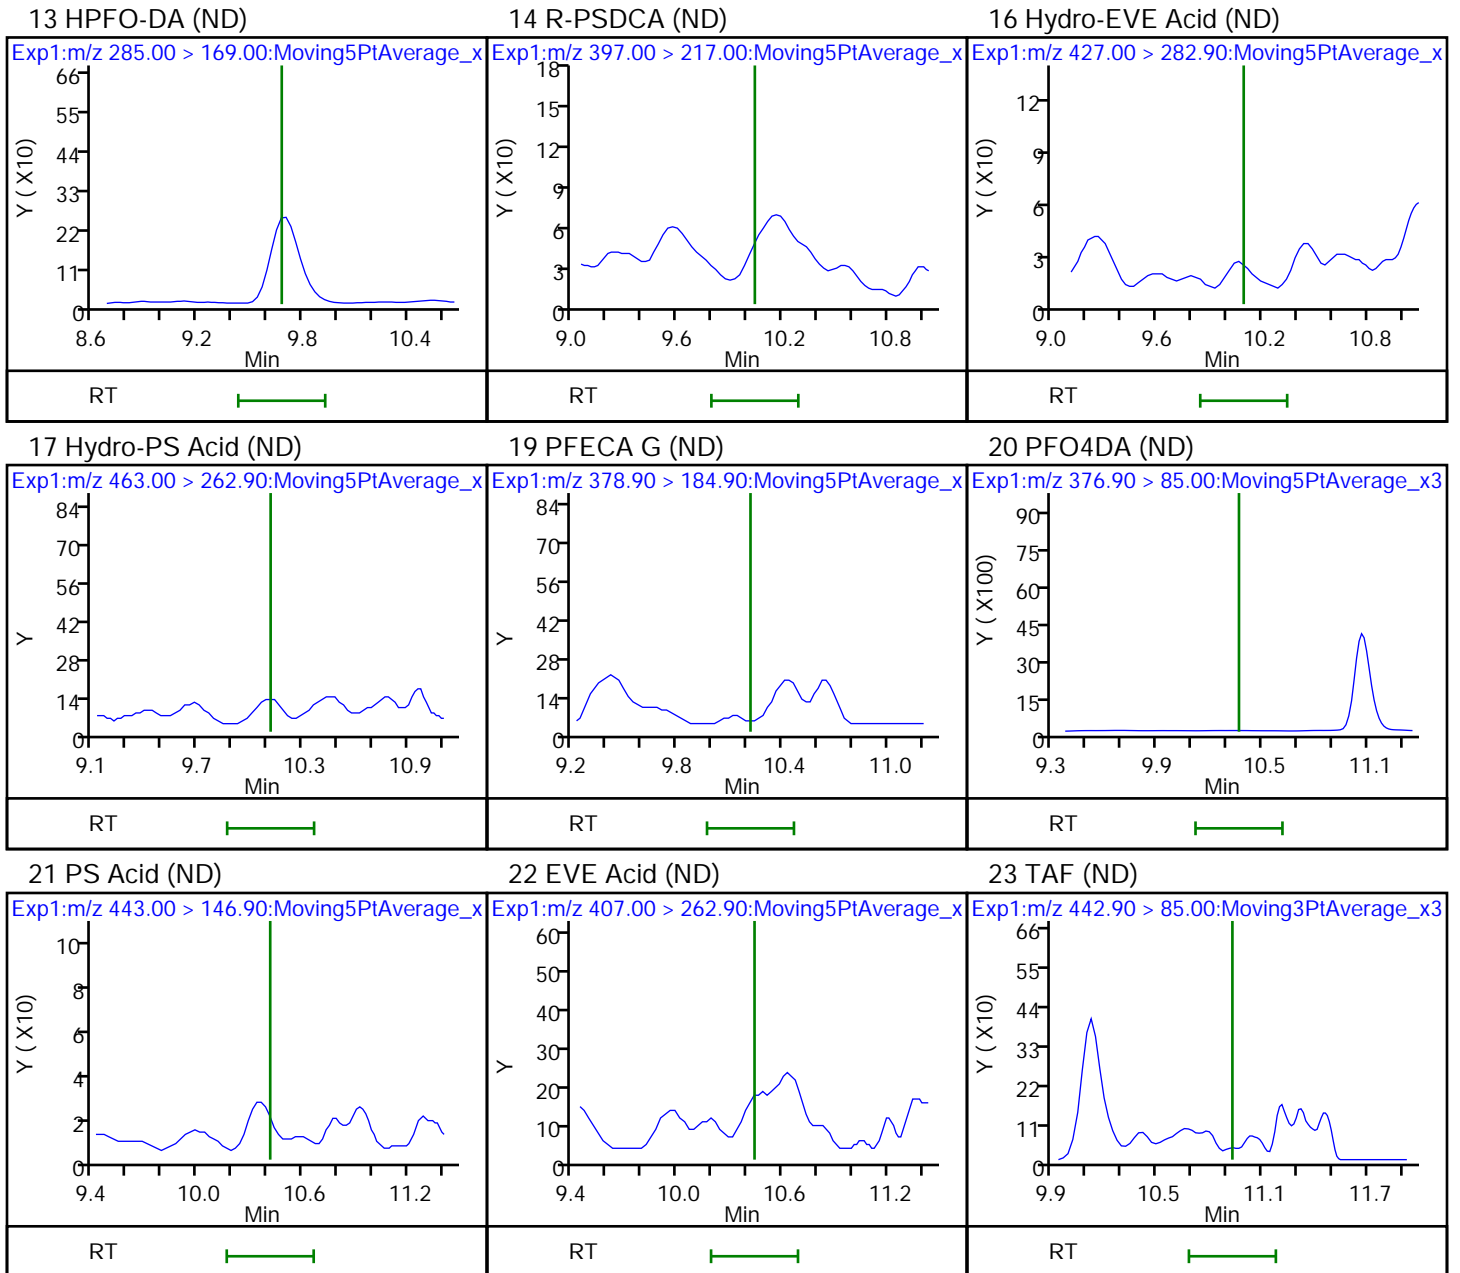 13 HPFO-DA (ND)
Exp1:m/z 285.00 > 169.00:Moving5PtAverage_x
Y ( X10)
66
55
44
33
22
11
0
8.6 9.2 9.8 10.4
Min
RT
14 R-PSDCA (ND)
Exp1:m/z 397.00 > 217.00:Moving5PtAverage_x
Y ( X10)
18
15
12
9
6
3
0
9.0 9.6 10.2 10.8
Min
RT
16 Hydro-EVE Acid (ND)
Exp1:m/z 427.00 > 282.90:Moving5PtAverage_x
Y ( X10)
12
9
6
3
0
9.0 9.6 10.2 10.8
Min
RT
17 Hydro-PS Acid (ND)
Exp1:m/z 463.00 > 262.90:Moving5PtAverage_x
Y
84
70
56
42
28
14
0
9.1 9.7 10.3 10.9
Min
RT
19 PFECA G (ND)
Exp1:m/z 378.90 > 184.90:Moving5PtAverage_x
Y
84
70
56
42
28
14
0
9.2 9.8 10.4 11.0
Min
RT
20 PFO4DA (ND)
Exp1:m/z 376.90 > 85.00:Moving5PtAverage_x3
Y ( X100)
90
75
60
45
30
15
0
9.3 9.9 10.5 11.1
Min
RT
21 PS Acid (ND)
Exp1:m/z 443.00 > 146.90:Moving5PtAverage_x
Y ( X10)
10
8
6
4
2
0
9.4 10.0 10.6 11.2
Min
RT
22 EVE Acid (ND)
Exp1:m/z 407.00 > 262.90:Moving5PtAverage_x
Y
60
50
40
30
20
10
0
9.4 10.0 10.6 11.2
Min
RT
23 TAF (ND)
Exp1:m/z 442.90 > 85.00:Moving3PtAverage_x3
Y ( X10)
66
55
44
33
22
11
0
9.9 10.5 11.1 11.7
Min
RT